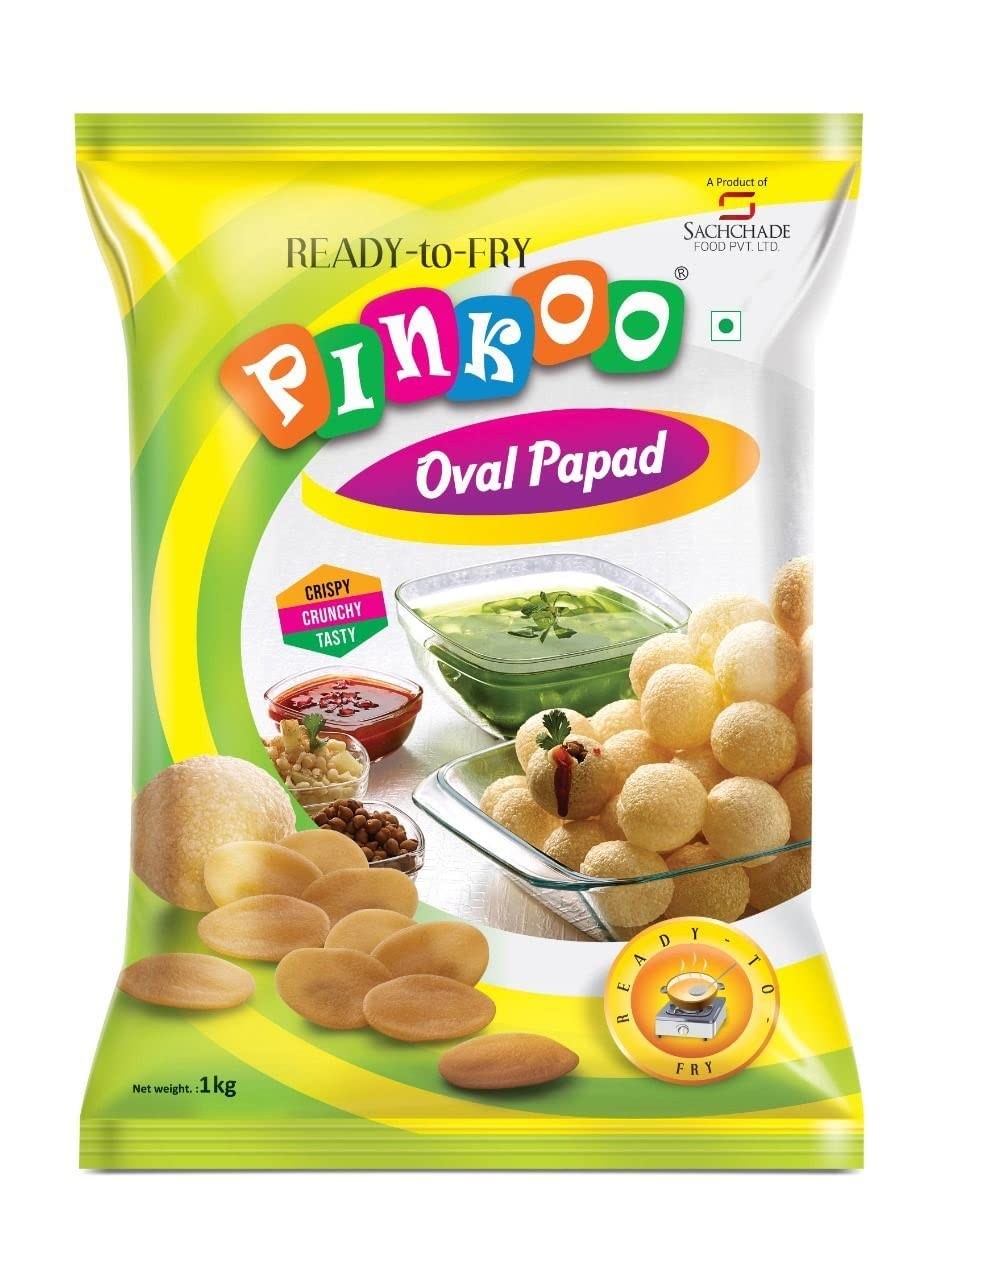 A Product of
SACHCHADE
FOOD PVT. LTD.
READY-to-FRY
PINKOO®
Oval Papad
CRISPY
CRUNCHY
TASTY
READY-TO-
FRY
Net weight. :1kg